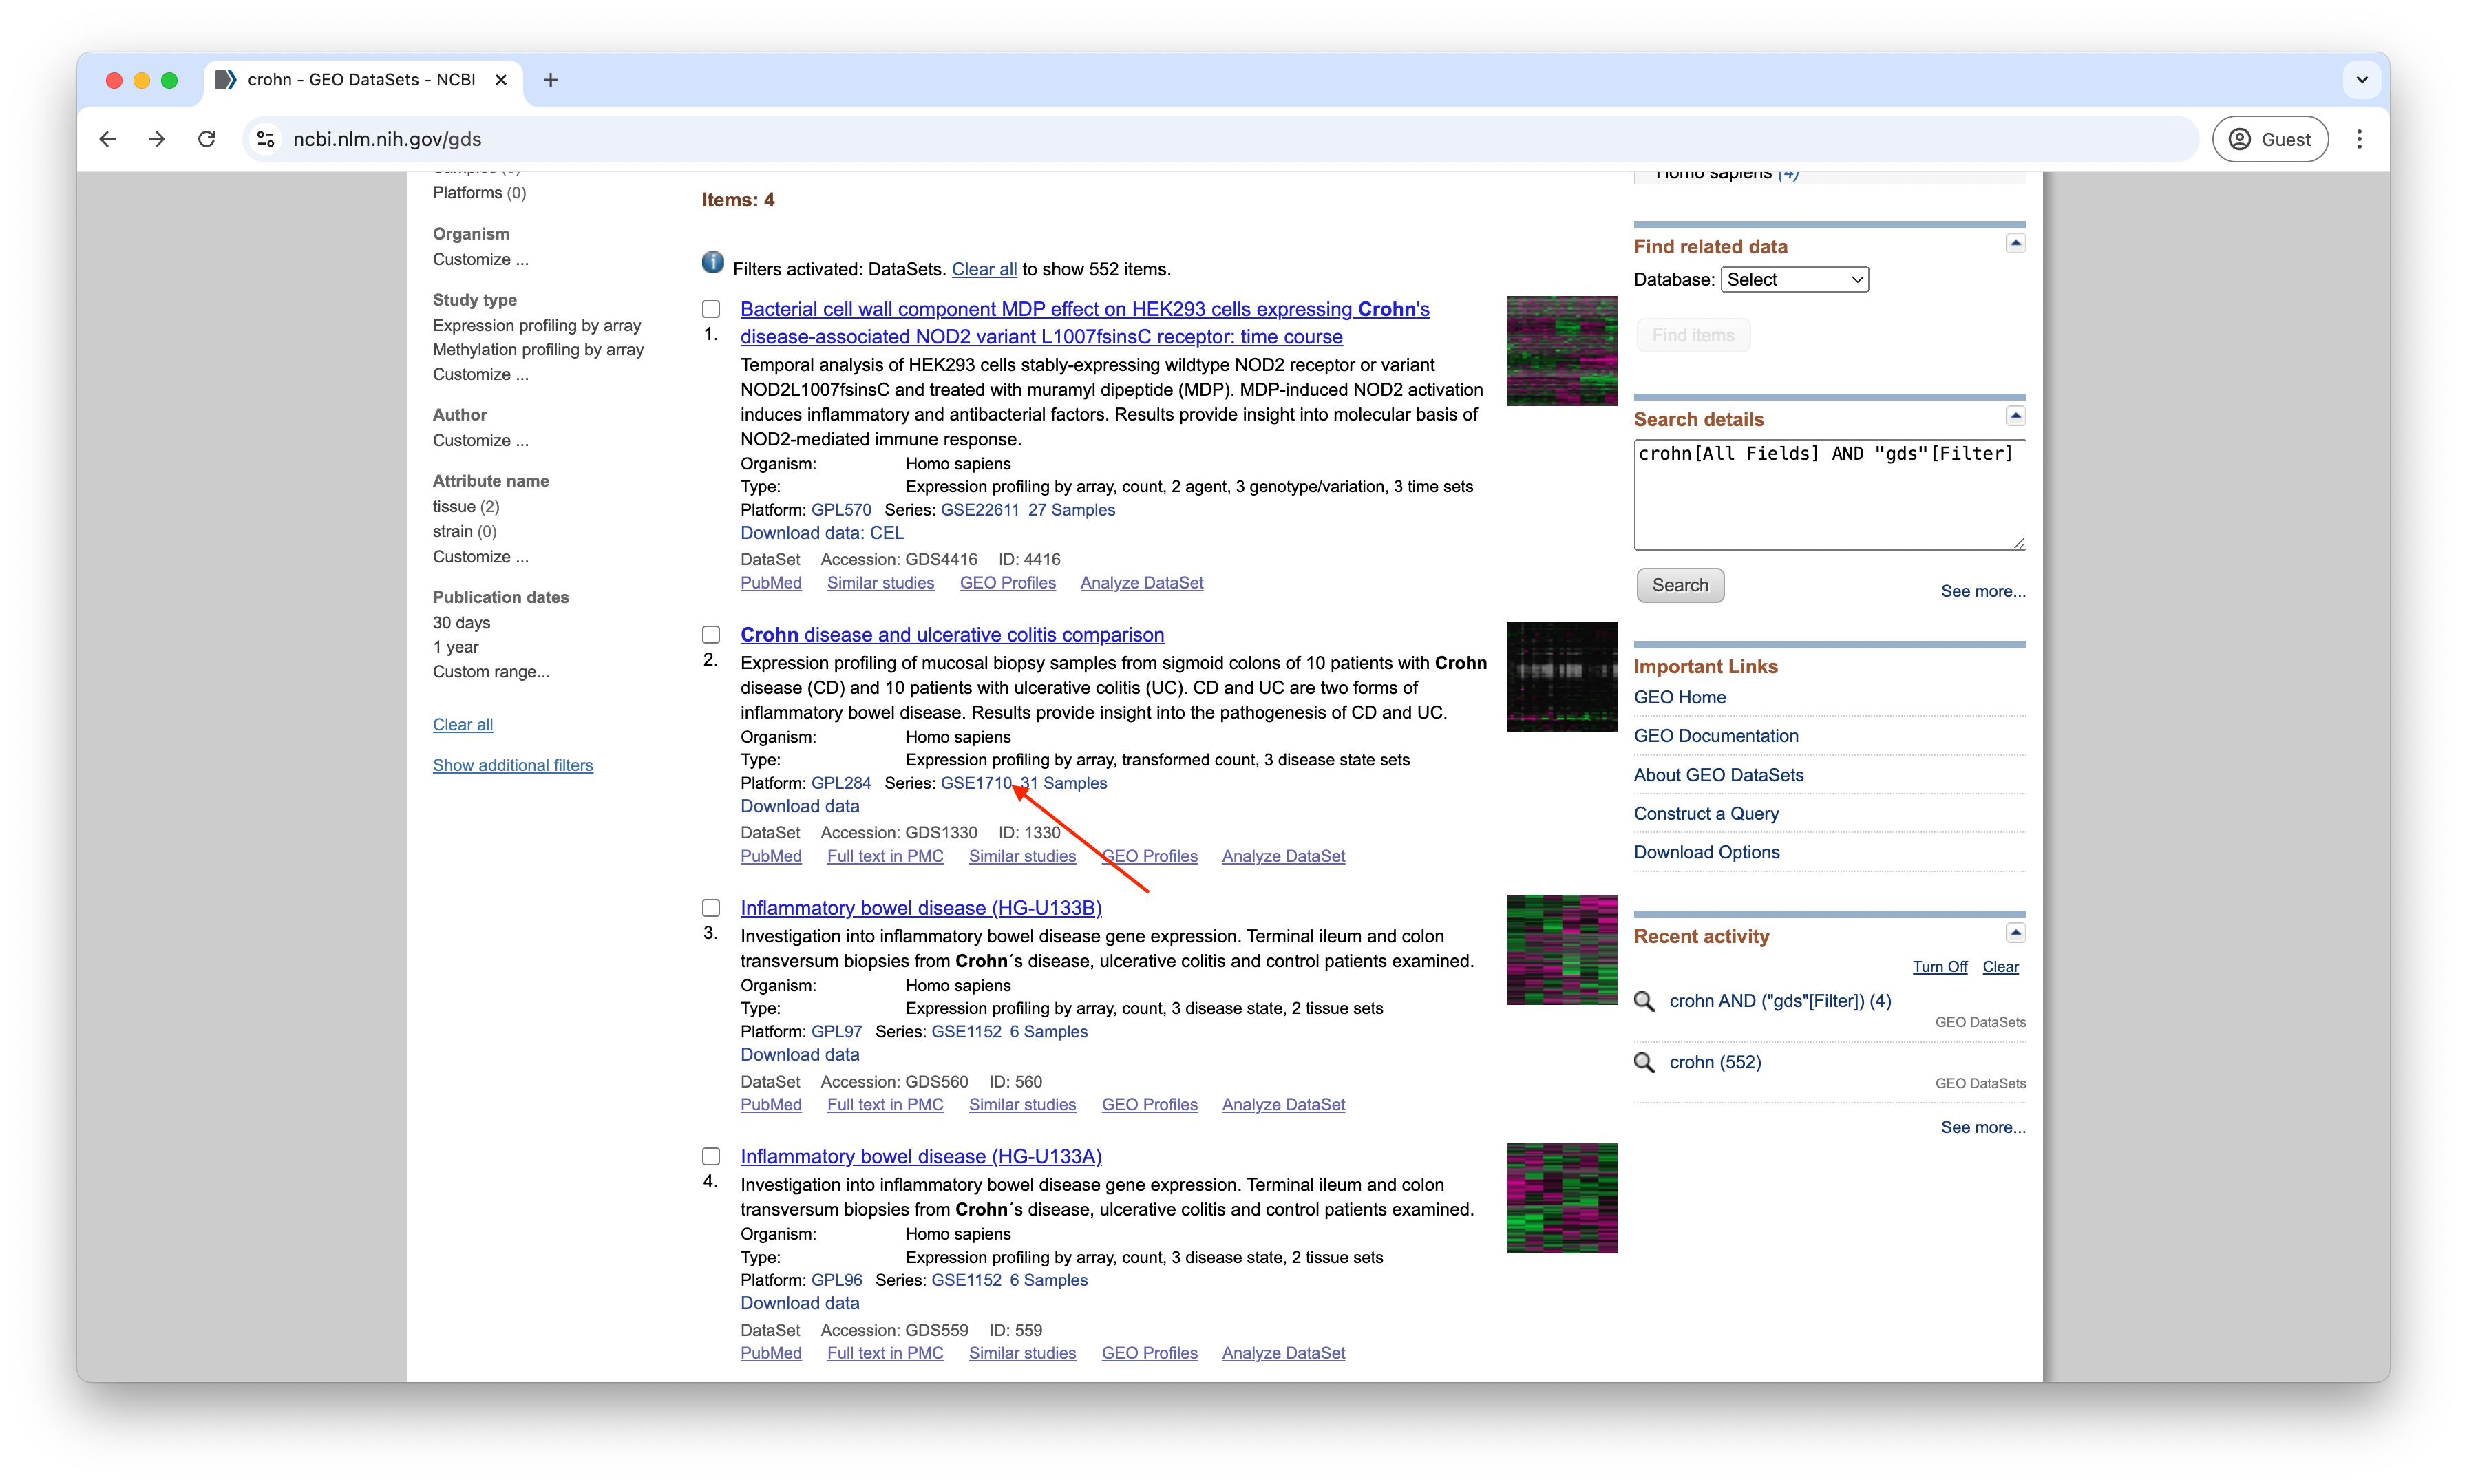 crohn - GEO DataSets - NCBI
ncbi.nlm.nih.gov/gds
Guest
Samples (0)
Platforms (0)
Organism
Customize ...
Study type
Expression profiling by array
Methylation profiling by array
Customize ...
Author
Customize ...
Attribute name
tissue (2)
strain (0)
Customize ...
Publication dates
30 days
1 year
Custom range...
Clear all
Show additional filters
Items: 4
Filters activated: DataSets. Clear all to show 552 items.
1.
Bacterial cell wall component MDP effect on HEK293 cells expressing Crohn's
disease-associated NOD2 variant L1007fsinsC receptor: time course
Temporal analysis of HEK293 cells stably-expressing wildtype NOD2 receptor or variant
NOD2L1007fsinsC and treated with muramyl dipeptide (MDP). MDP-induced NOD2 activation
induces inflammatory and antibacterial factors. Results provide insight into molecular basis of
NOD2-mediated immune response.
Organism: Homo sapiens
Type: Expression profiling by array, count, 2 agent, 3 genotype/variation, 3 time sets
Platform: GPL570 Series: GSE22611 27 Samples
Download data: CEL
DataSet Accession: GDS4416 ID: 4416
PubMed Similar studies GEO Profiles Analyze DataSet
2.
Crohn disease and ulcerative colitis comparison
Expression profiling of mucosal biopsy samples from sigmoid colons of 10 patients with Crohn
disease (CD) and 10 patients with ulcerative colitis (UC). CD and UC are two forms of
inflammatory bowel disease. Results provide insight into the pathogenesis of CD and UC.
Organism: Homo sapiens
Type: Expression profiling by array, transformed count, 3 disease state sets
Platform: GPL284 Series: GSE1710 31 Samples
Download data
DataSet Accession: GDS1330 ID: 1330
PubMed Full text in PMC Similar studies GEO Profiles Analyze DataSet
3.
Inflammatory bowel disease (HG-U133B)
Investigation into inflammatory bowel disease gene expression. Terminal ileum and colon
transversum biopsies from Crohn´s disease, ulcerative colitis and control patients examined.
Organism: Homo sapiens
Type: Expression profiling by array, count, 3 disease state, 2 tissue sets
Platform: GPL97 Series: GSE1152 6 Samples
Download data
DataSet Accession: GDS560 ID: 560
PubMed Full text in PMC Similar studies GEO Profiles Analyze DataSet
4.
Inflammatory bowel disease (HG-U133A)
Investigation into inflammatory bowel disease gene expression. Terminal ileum and colon
transversum biopsies from Crohn´s disease, ulcerative colitis and control patients examined.
Organism: Homo sapiens
Type: Expression profiling by array, count, 3 disease state, 2 tissue sets
Platform: GPL96 Series: GSE1152 6 Samples
Download data
DataSet Accession: GDS559 ID: 559
PubMed Full text in PMC Similar studies GEO Profiles Analyze DataSet
Homo sapiens (4)
Find related data
Database: Select
Find items
Search details
crohn[All Fields] AND "gds"[Filter]
Search
See more...
Important Links
GEO Home
GEO Documentation
About GEO DataSets
Construct a Query
Download Options
Recent activity
Turn Off Clear
crohn AND ("gds"[Filter]) (4)
GEO DataSets
crohn (552)
GEO DataSets
See more...